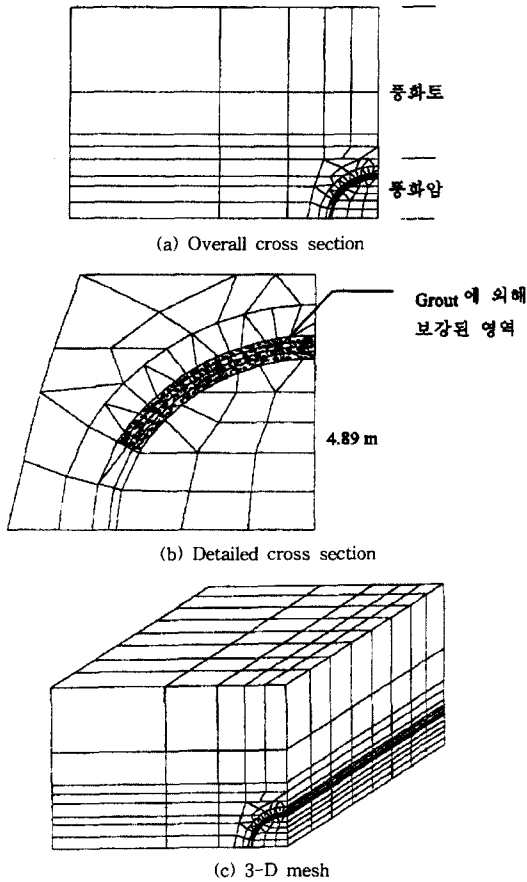 풍화토
풍화암
(a) Overall cross section
Grout 에 의해
보강된 영역
4.89 m
(b) Detailed cross section
(c) 3-D mesh